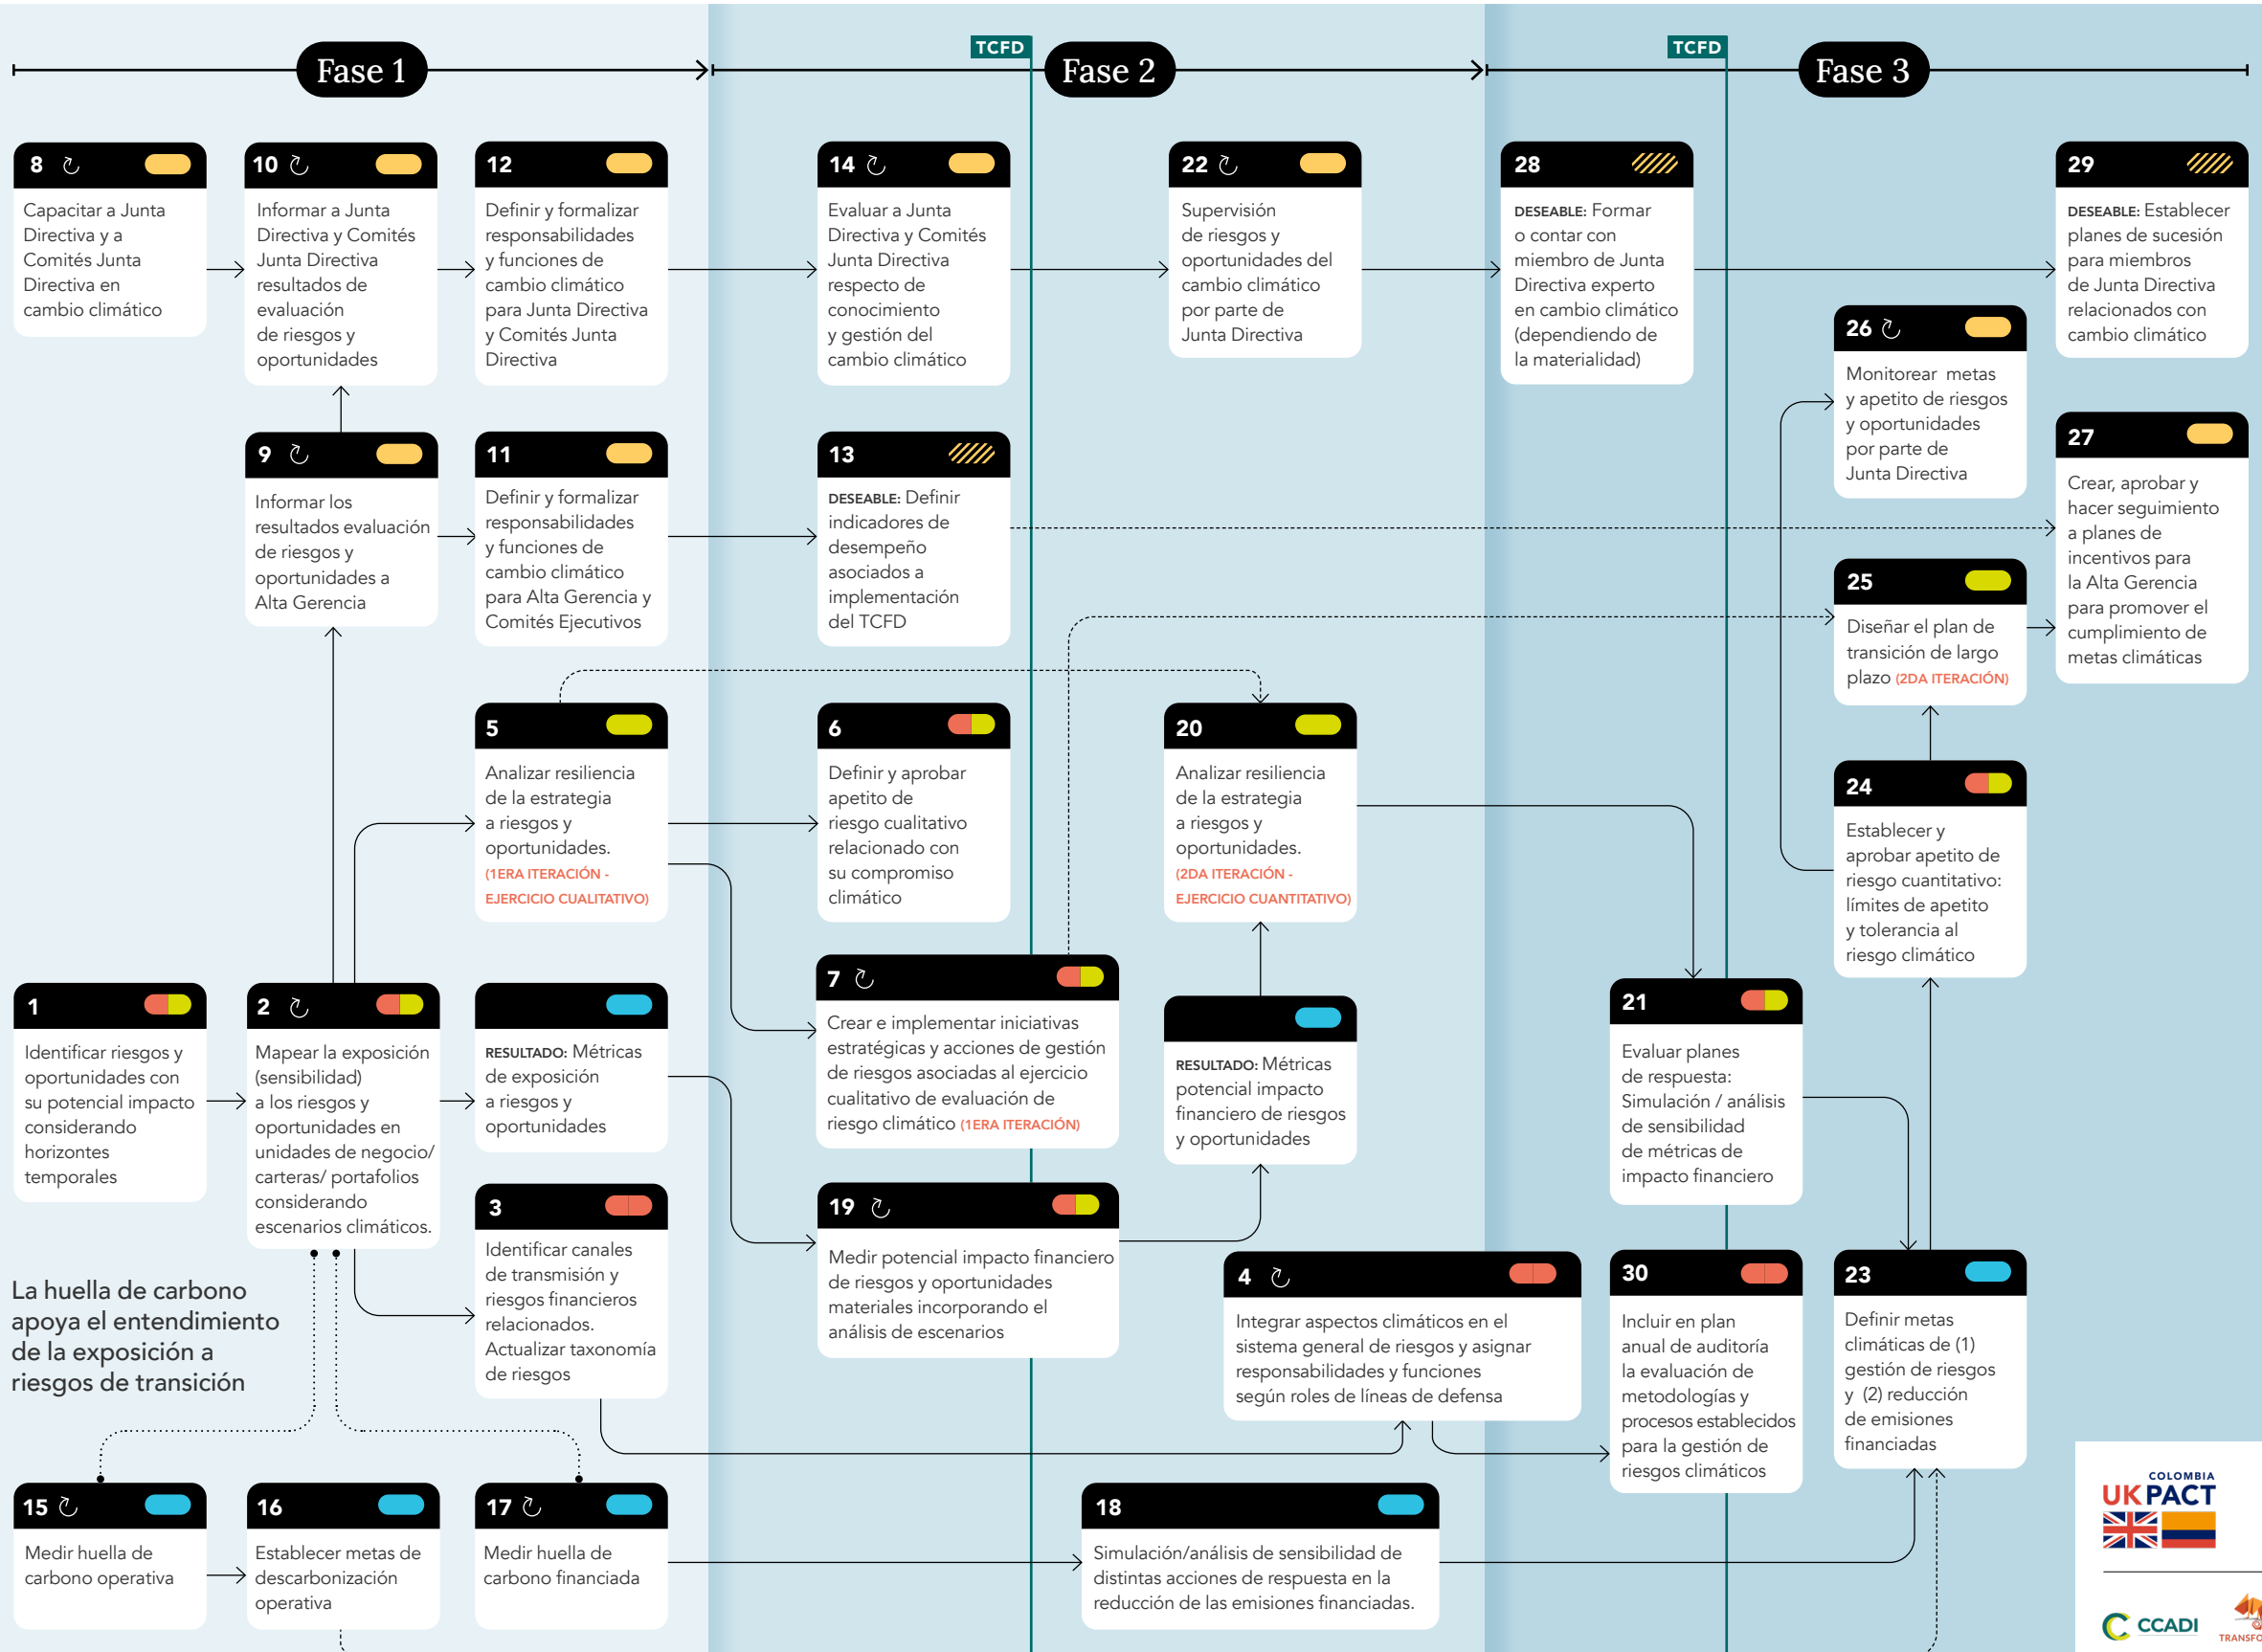 TCFD
TCFD
Fase 1
Fase 2
Fase 3
8
Capacitar a Junta
Directiva y a
Comités Junta
Directiva en
cambio climático
10
Informar a Junta
Directiva y Comités
Junta Directiva
resultados de
evaluación
de riesgos y
oportunidades
12
Definir y formalizar
responsabilidades
y funciones de
cambio climático
para Junta Directiva
y Comités Junta
Directiva
14
Evaluar a Junta
Directiva y Comités
Junta Directiva
respecto de
conocimiento
y gestión del
cambio climático
22
Supervisión
de riesgos y
oportunidades del
cambio climático
por parte de
Junta Directiva
28
DESEABLE: Formar
o contar con
miembro de Junta
Directiva experto
en cambio climático
(dependiendo de
la materialidad)
29
DESEABLE: Establecer
planes de sucesión
para miembros
de Junta Directiva
relacionados con
cambio climático
26
Monitorear metas
y apetito de riesgos
y oportunidades
por parte de
Junta Directiva
9
Informar los
resultados evaluación
de riesgos y
oportunidades a
Alta Gerencia
11
Definir y formalizar
responsabilidades
y funciones de
cambio climático
para Alta Gerencia y
Comités Ejecutivos
13
DESEABLE: Definir
indicadores de
desempeño
asociados a
implementación
del TCFD
27
Crear, aprobar y
hacer seguimiento
a planes de
incentivos para
la Alta Gerencia
para promover el
cumplimiento de
metas climáticas
25
Diseñar el plan de
transición de largo
plazo (2DA ITERACIÓN)
5
Analizar resiliencia
de la estrategia
a riesgos y
oportunidades.
(1ERA ITERACIÓN -
EJERCICIO CUALITATIVO)
6
Definir y aprobar
apetito de
riesgo cualitativo
relacionado con
su compromiso
climático
20
Analizar resiliencia
de la estrategia
a riesgos y
oportunidades.
(2DA ITERACIÓN -
EJERCICIO CUANTITATIVO)
24
Establecer y
aprobar apetito de
riesgo cuantitativo:
límites de apetito
y tolerancia al
riesgo climático
1
Identificar riesgos y
oportunidades con
su potencial impacto
considerando
horizontes
temporales
2
Mapear la exposición
(sensibilidad)
a los riesgos y
oportunidades en
unidades de negocio/
carteras/ portafolios
considerando
escenarios climáticos.
RESULTADO: Métricas
de exposición
a riesgos y
oportunidades
7
Crear e implementar iniciativas
estratégicas y acciones de gestión
de riesgos asociadas al ejercicio
cualitativo de evaluación de
riesgo climático (1ERA ITERACIÓN)
RESULTADO: Métricas
potencial impacto
financiero de riesgos
y oportunidades
21
Evaluar planes
de respuesta:
Simulación / análisis
de sensibilidad
de métricas de
impacto financiero
3
Identificar canales
de transmisión y
riesgos financieros
relacionados.
Actualizar taxonomía
de riesgos
19
Medir potencial impacto financiero
de riesgos y oportunidades
materiales incorporando el
análisis de escenarios
4
Integrar aspectos climáticos en el
sistema general de riesgos y asignar
responsabilidades y funciones
según roles de líneas de defensa
30
Incluir en plan
anual de auditoría
la evaluación de
metodologías y
procesos establecidos
para la gestión de
riesgos climáticos
23
Definir metas
climáticas de (1)
gestión de riesgos
y (2) reducción
de emisiones
financiadas
La huella de carbono
apoya el entendimiento
de la exposición a
riesgos de transición
15
Medir huella de
carbono operativa
16
Establecer metas de
descarbonización
operativa
17
Medir huella de
carbono financiada
18
Simulación/análisis de sensibilidad de
distintas acciones de respuesta en la
reducción de las emisiones financiadas.
COLOMBIA
UK PACT
CCADI